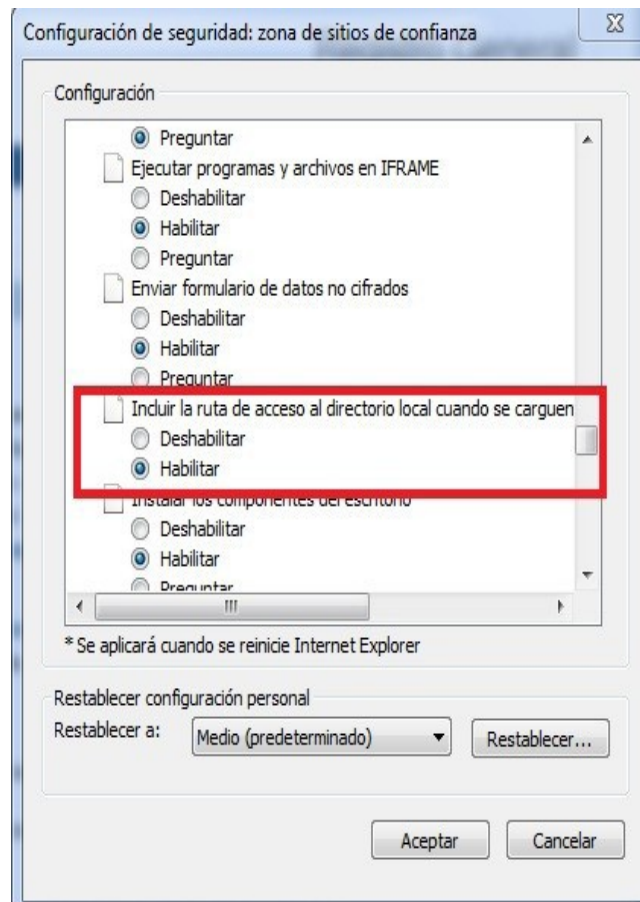 Configuración de seguridad: zona de sitios de confianza
Configuración
Preguntar
Ejecutar programas y archivos en IFRAME
Deshabilitar
Habilitar
Preguntar
Enviar formulario de datos no cifrados
Deshabilitar
Habilitar
Preguntar
Incluir la ruta de acceso al directorio local cuando se carguen
Deshabilitar
Habilitar
Instalar los componentes del escritorio
Deshabilitar
Habilitar
Preguntar
* Se aplicará cuando se reinicie Internet Explorer
Restablecer configuración personal
Restablecer a: Medio (predeterminado) Restablecer...
Aceptar Cancelar